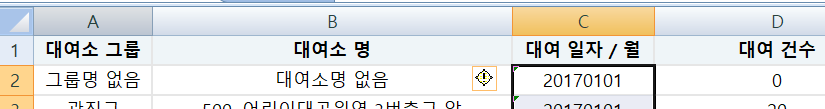 A B C D
1 대여소 그룹 대여소 명 대여 일자 / 월 대여 건수
2 그룹명 없음 대여소명 없음 20170101 0